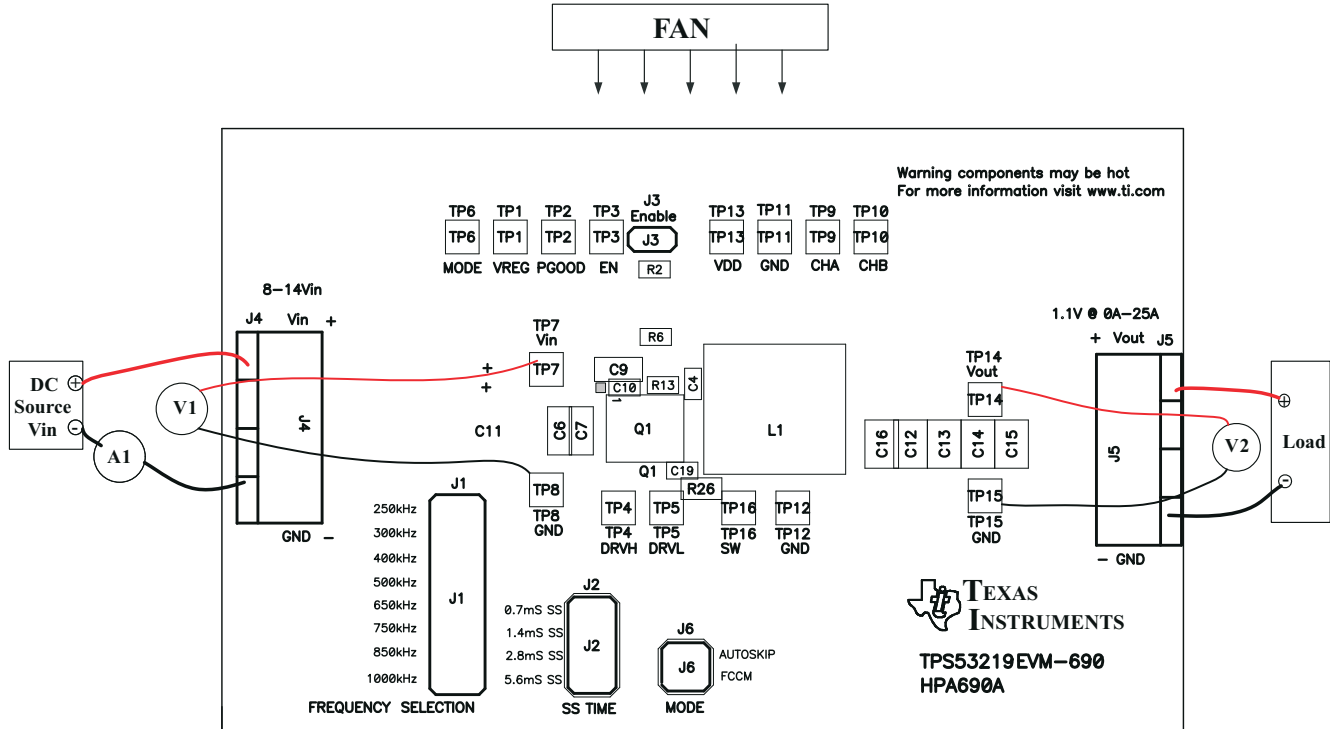 FAN
Warning components may be hot
For more information visit www.ti.com
J3
Enable
TP6 TP1 TP2 TP3 TP13 TP11 TP9 TP10
TP6 TP1 TP2 TP3 J3 TP13 TP11 TP9 TP10
MODE VREG PGOOD EN R2 VDD GND CHA CHB
8-14Vin
J4 Vin +
1.1V @ 0A-25A
+ Vout J5
TP7
Vin
TP7
+
+
R6
C9
C10 R13 C4
1
TP14
Vout
TP14
DC
Source
Vin
+
-
V1
A1
J4
C11
C6 C7
Q1
L1
C16 C12 C13 C14 C15
J5
V2
+
Load
-
Q1 C19
R26
TP8
TP8
GND
TP4 TP5 TP16 TP12
TP4 TP5 TP16 TP12
DRVH DRVL SW GND
TP15
TP15
GND
GND -
- GND
J1
250kHz
300kHz
400kHz
500kHz
650kHz
750kHz
850kHz
1000kHz
J1
FREQUENCY SELECTION
J2
0.7mS SS
1.4mS SS
2.8mS SS
5.6mS SS
J2
SS TIME
J6
J6
AUTOSKIP
FCCM
MODE
TEXAS
INSTRUMENTS
TPS53219EVM-690
HPA690A